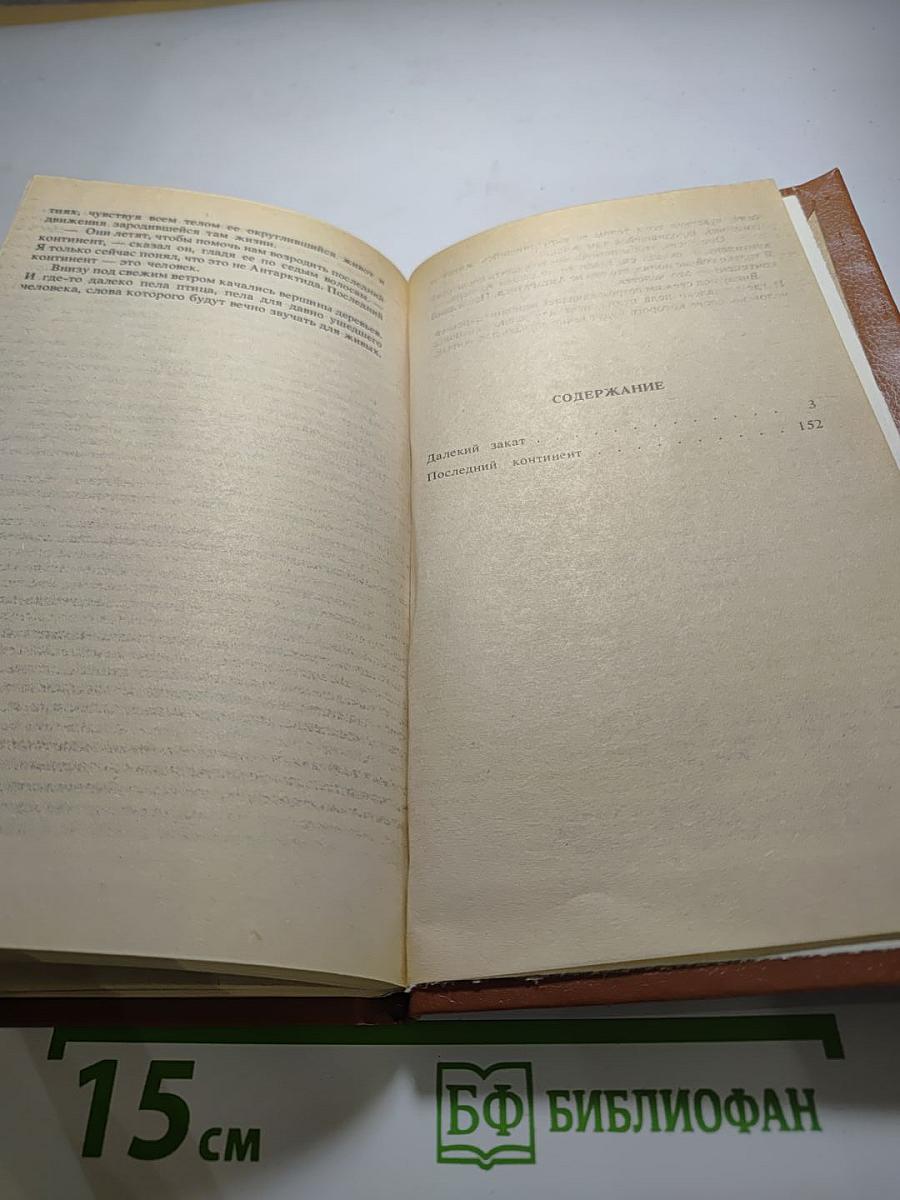 тиях, чувствуя всем телом ее округлившийся живот и
движения зародившейся там жизни.
— Они летят, чтобы помочь нам возродить последний
континент, — сказал он, гладя ее по седым волосам.—
Я только сейчас понял, что это не Антарктида. Последний
континент — это человек.
Внизу под свежим ветром качались вершины деревьев.
И где-то далеко пела птица, пела для давно ушедшего
человека, слова которого будут вечно звучать для живых.
СОДЕРЖАНИЕ
Далекий закат . . . . . . . . . . . . . 3
Последний континент . . . . . . . . . . . 152
15 см
БФ БИБЛИОФАН